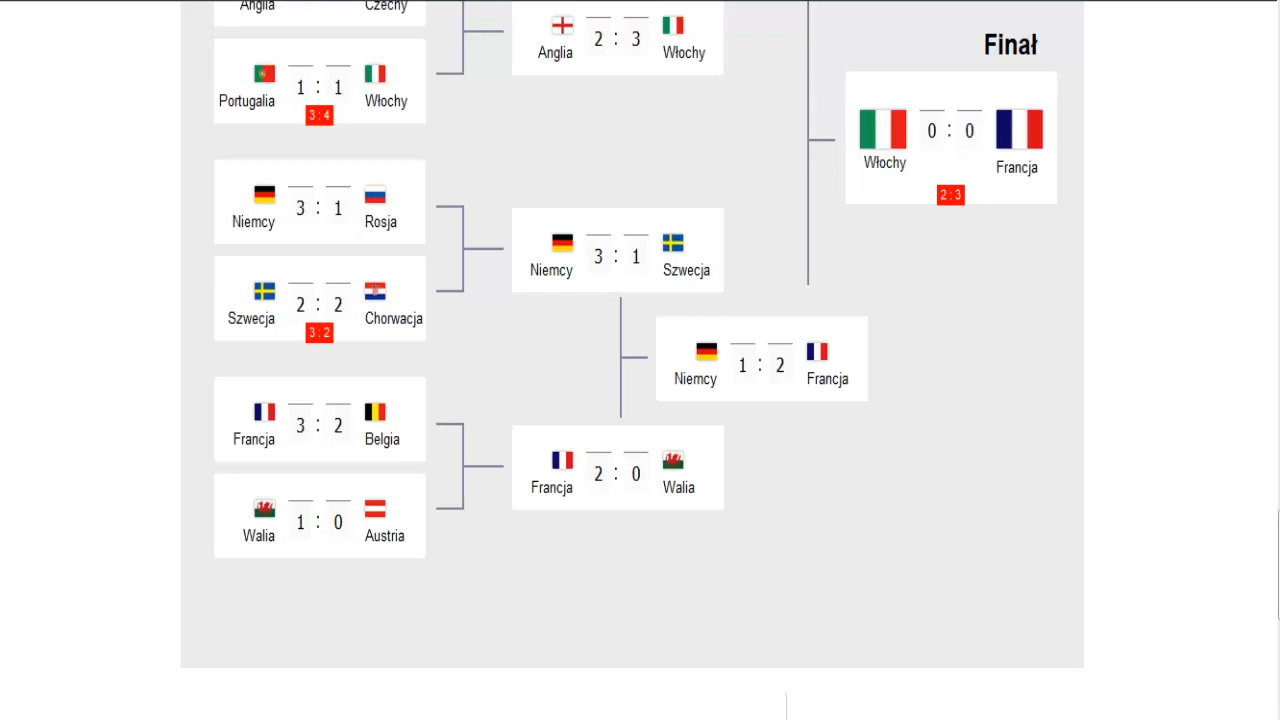 Anglia Czechy
Portugalia 1 : 1 Włochy
3 : 4
Anglia 2 : 3 Włochy
Finał
Włochy 0 : 0 Francja
2 : 3
Niemcy 3 : 1 Rosja
Szwecja 2 : 2 Chorwacja
3 : 2
Niemcy 3 : 1 Szwecja
Niemcy 1 : 2 Francja
Francja 3 : 2 Belgia
Walia 1 : 0 Austria
Francja 2 : 0 Walia